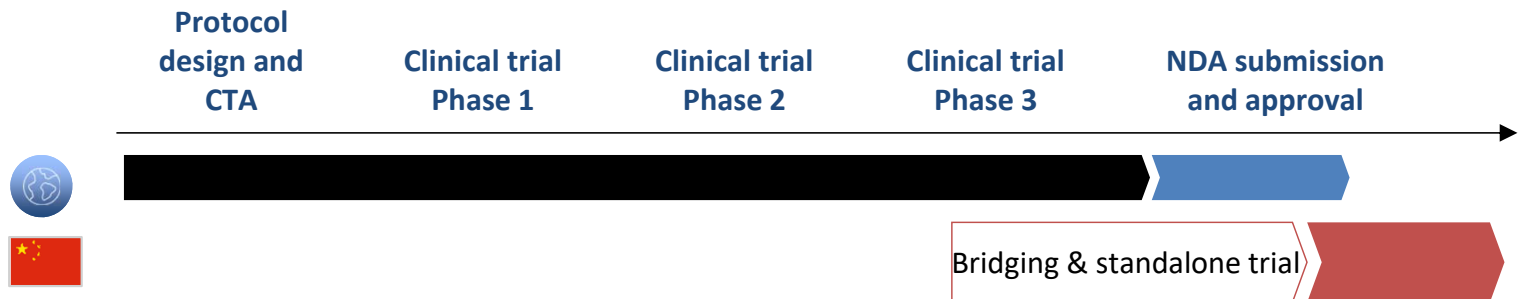 Protocol
design and
CTA
Clinical trial
Phase 1
Clinical trial
Phase 2
Clinical trial
Phase 3
NDA submission
and approval
Bridging & standalone trial